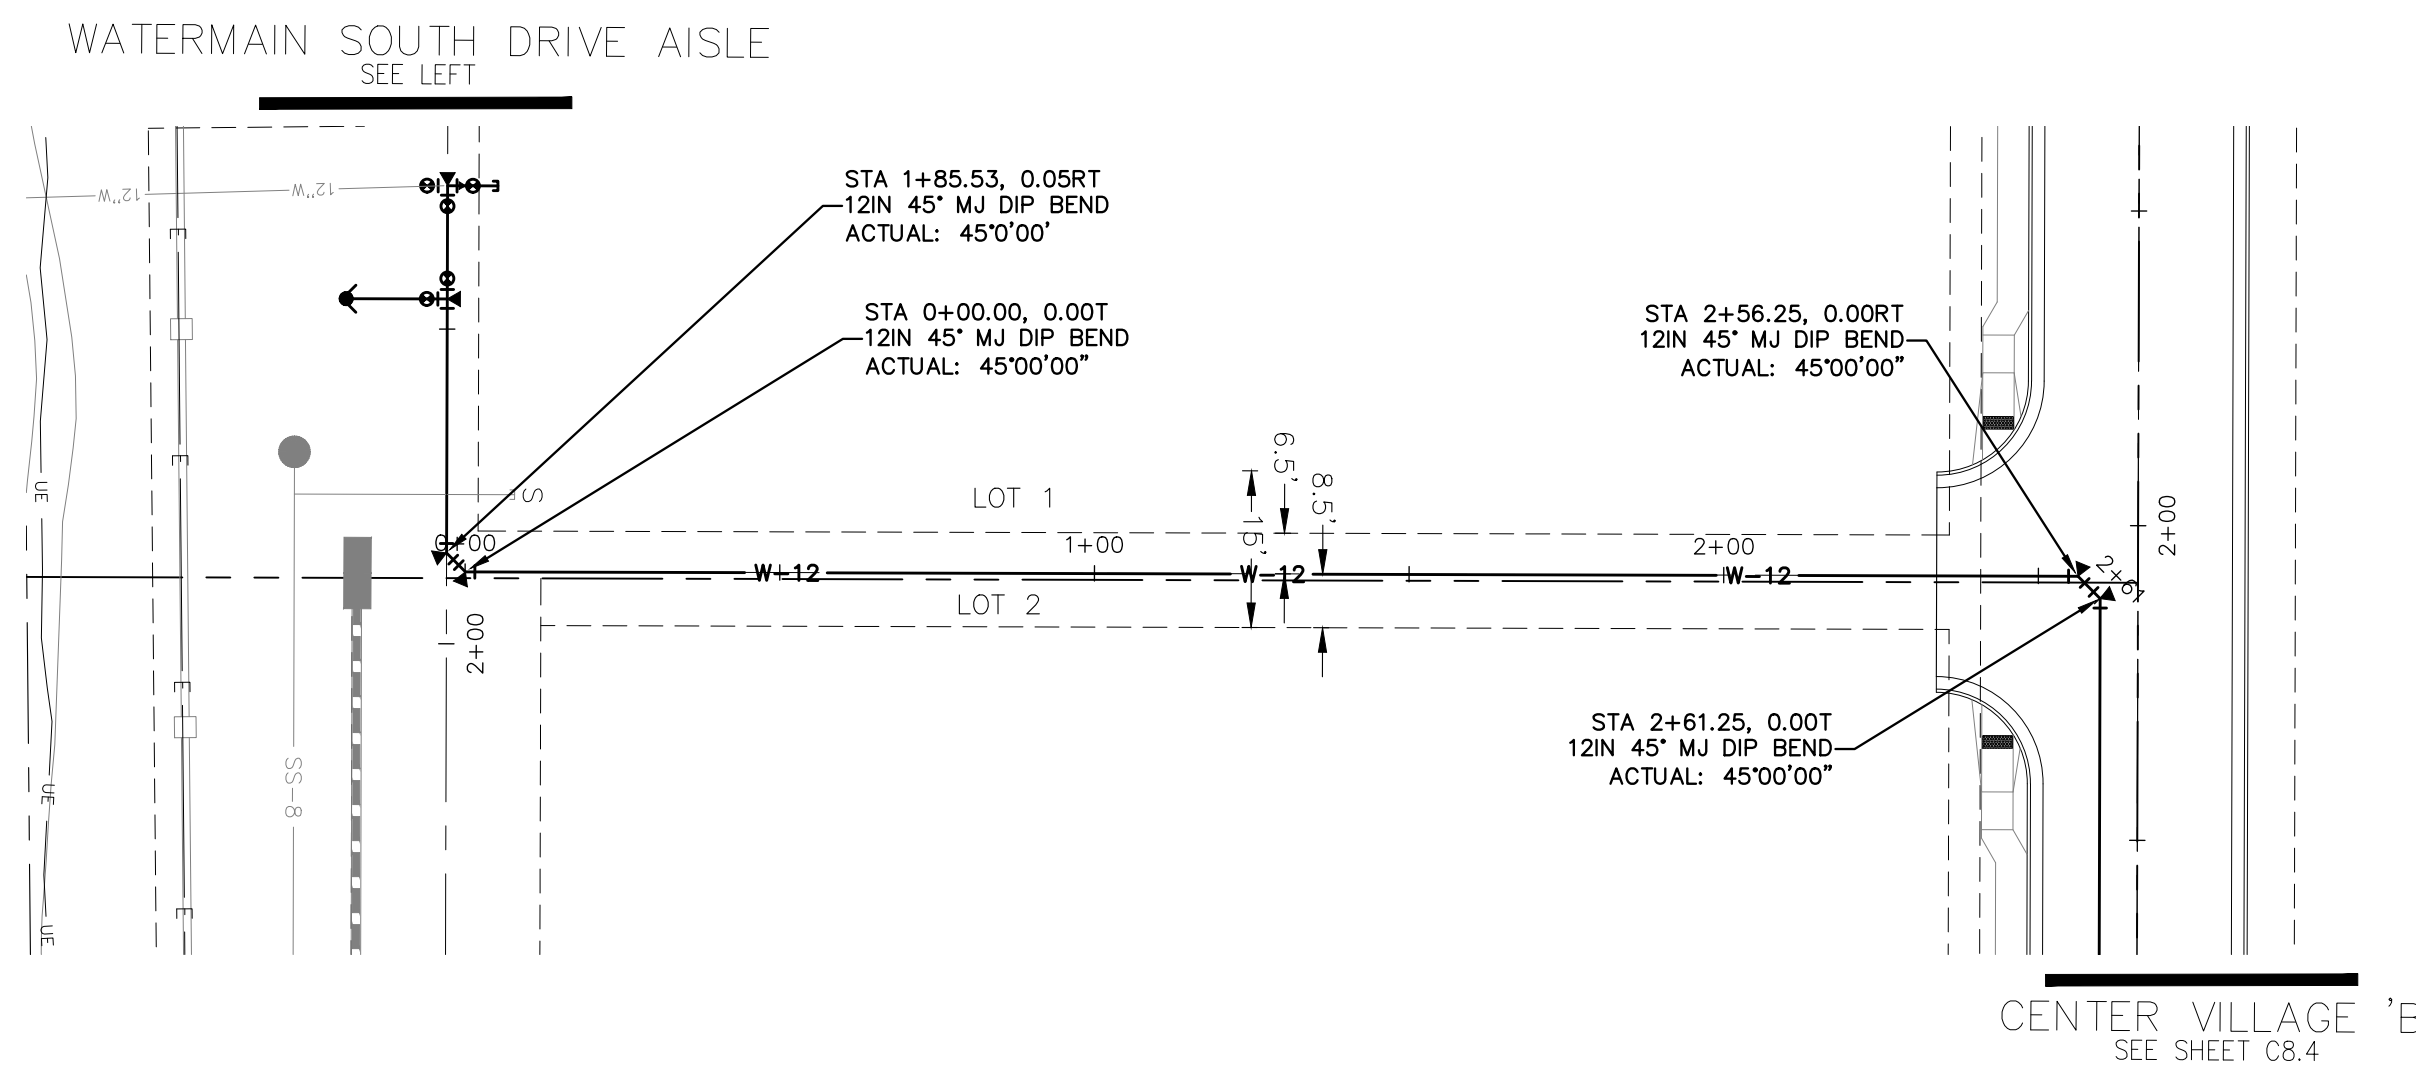 WATERMAIN SOUTH DRIVE AISLE
SEE LEFT
12"W
12"W
STA 1+85.53, 0.05RT
12IN 45° MJ DIP BEND
ACTUAL: 45°0'00'
STA 0+00.00, 0.00T
12IN 45° MJ DIP BEND
ACTUAL: 45°00'00"
STA 2+56.25, 0.00RT
12IN 45° MJ DIP BEND
ACTUAL: 45°00'00"
6.5'
8.5'
15'
UE
S
LOT 1
2+00
0+00
1+00
2+00
2+61
W-12
W-12
W-12
LOT 2
2+00
STA 2+61.25, 0.00T
12IN 45° MJ DIP BEND
ACTUAL: 45°00'00"
SS-8
UE
UE
CENTER VILLAGE 'B
SEE SHEET C8.4